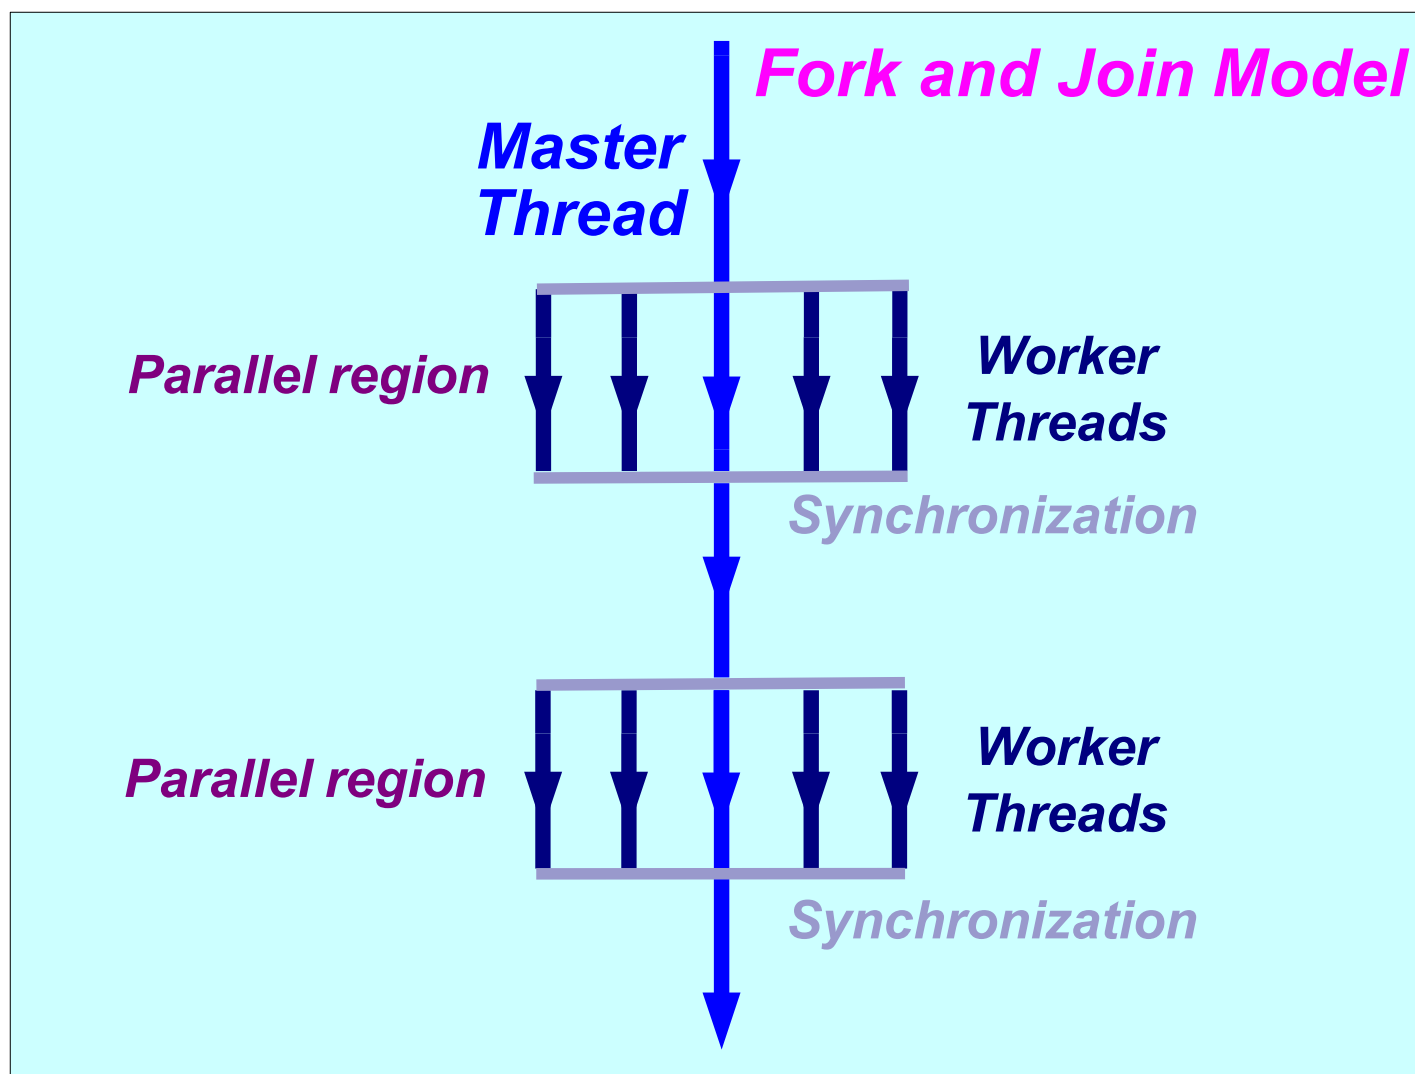 Fork and Join Model
Master
Thread
Parallel region
Worker
Threads
Synchronization
Parallel region
Worker
Threads
Synchronization